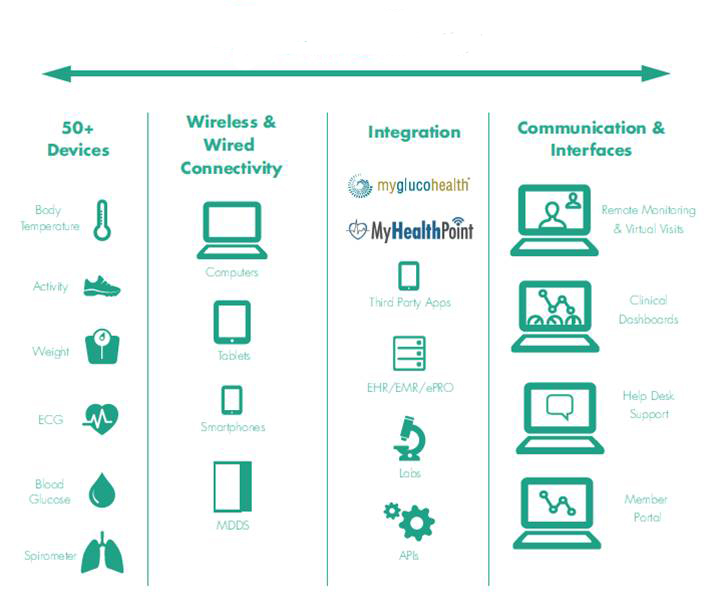 50+
Devices
Body
Temperature
Activity
Weight
ECG
Blood
Glucose
Spirometer
Wireless &
Wired
Connectivity
Computers
Tablets
Smartphones
MDDS
Integration
myglucohealth
MyHealthPoint
Third Party Apps
EHR/EMR/ePRO
Labs
APIs
Communication &
Interfaces
Remote Monitoring
& Virtual Visits
Clinical
Dashboards
Help Desk
Support
Member
Portal